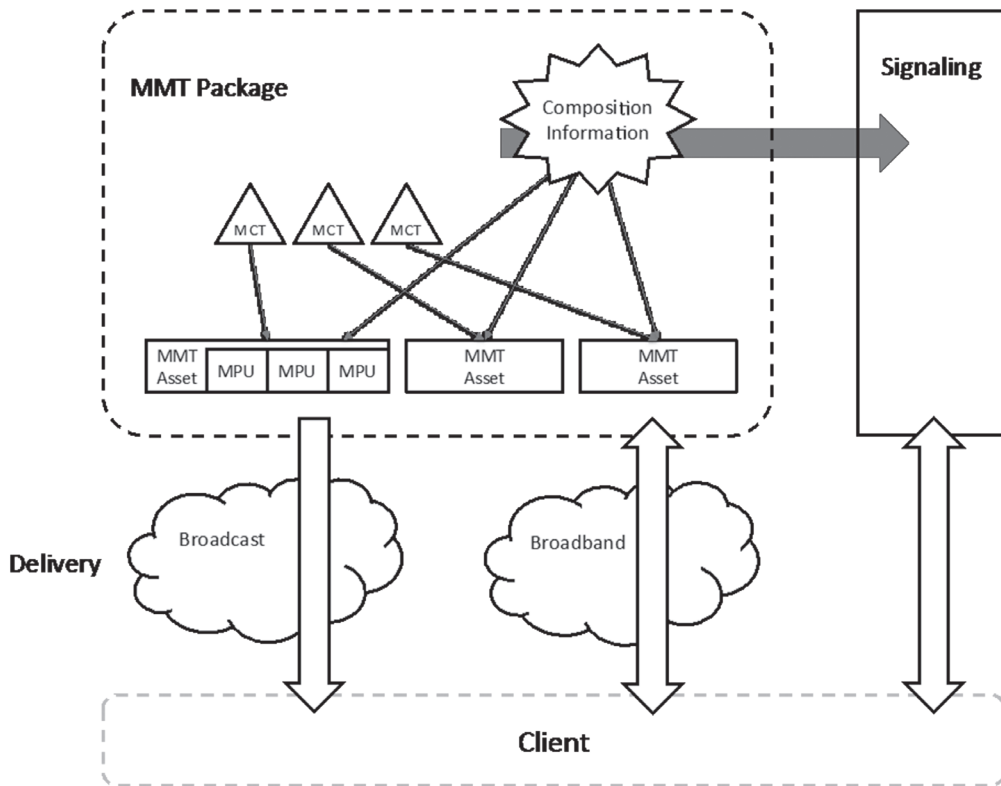 MMT Package
Signaling
Composition
Information
MCT
MCT
MCT
MMT
Asset
MPU
MPU
MPU
MMT
Asset
MMT
Asset
Broadcast
Broadband
Delivery
Client